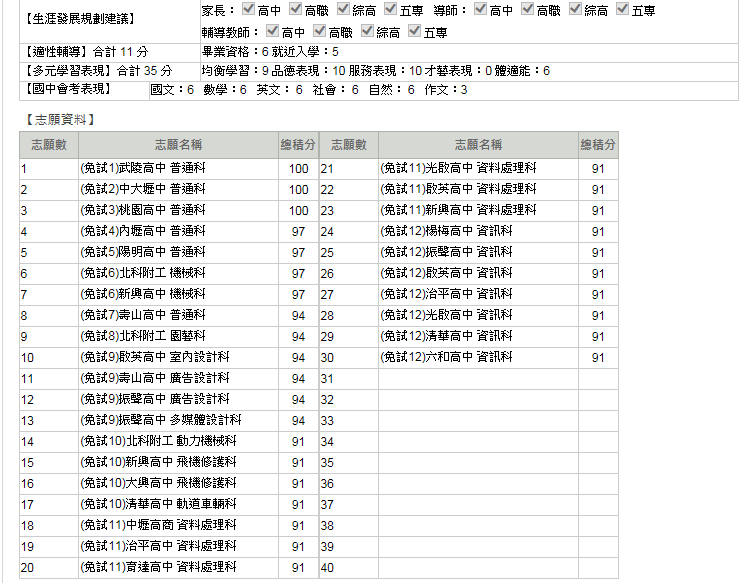 家長：高中 高職 綜高 五專 導師：高中 高職 綜高 五專
【生涯發展規劃建議】
輔導教師：高中 高職 綜高 五專
【適性輔導】合計 11 分 畢業資格：6 就近入學：5
【多元學習表現】合計 35 分 均衡學習：9 品德表現：10 服務表現：10 才藝表現：0 體適能：6
【國中會考表現】 國文：6 數學：6 英文：6 社會：6 自然：6 作文：3
【志願資料】
志願數 志願名稱 總積分 志願數 志願名稱 總積分
1 (免試1)武陵高中 普通科 100 21 (免試11)光啟高中 資料處理科 91
2 (免試2)中大壢中 普通科 100 22 (免試11)啟英高中 資料處理科 91
3 (免試3)桃園高中 普通科 100 23 (免試11)新興高中 資料處理科 91
4 (免試4)內壢高中 普通科 97 24 (免試12)楊梅高中 資訊科 91
5 (免試5)陽明高中 普通科 97 25 (免試12)振聲高中 資訊科 91
6 (免試6)北科附工 機械科 97 26 (免試12)啟英高中 資訊科 91
7 (免試6)新興高中 機械科 97 27 (免試12)治平高中 資訊科 91
8 (免試7)壽山高中 普通科 94 28 (免試12)光啟高中 資訊科 91
9 (免試8)北科附工 園藝科 94 29 (免試12)清華高中 資訊科 91
10 (免試9)啟英高中 室內設計科 94 30 (免試12)六和高中 資訊科 91
11 (免試9)壽山高中 廣告設計科 94 31
12 (免試9)振聲高中 廣告設計科 94 32
13 (免試9)振聲高中 多媒體設計科 94 33
14 (免試10)北科附工 動力機械科 91 34
15 (免試10)新興高中 飛機修護科 91 35
16 (免試10)大興高中 飛機修護科 91 36
17 (免試10)清華高中 軌道車輛科 91 37
18 (免試11)中壢高商 資料處理科 91 38
19 (免試11)治平高中 資料處理科 91 39
20 (免試11)育達高中 資料處理科 91 40